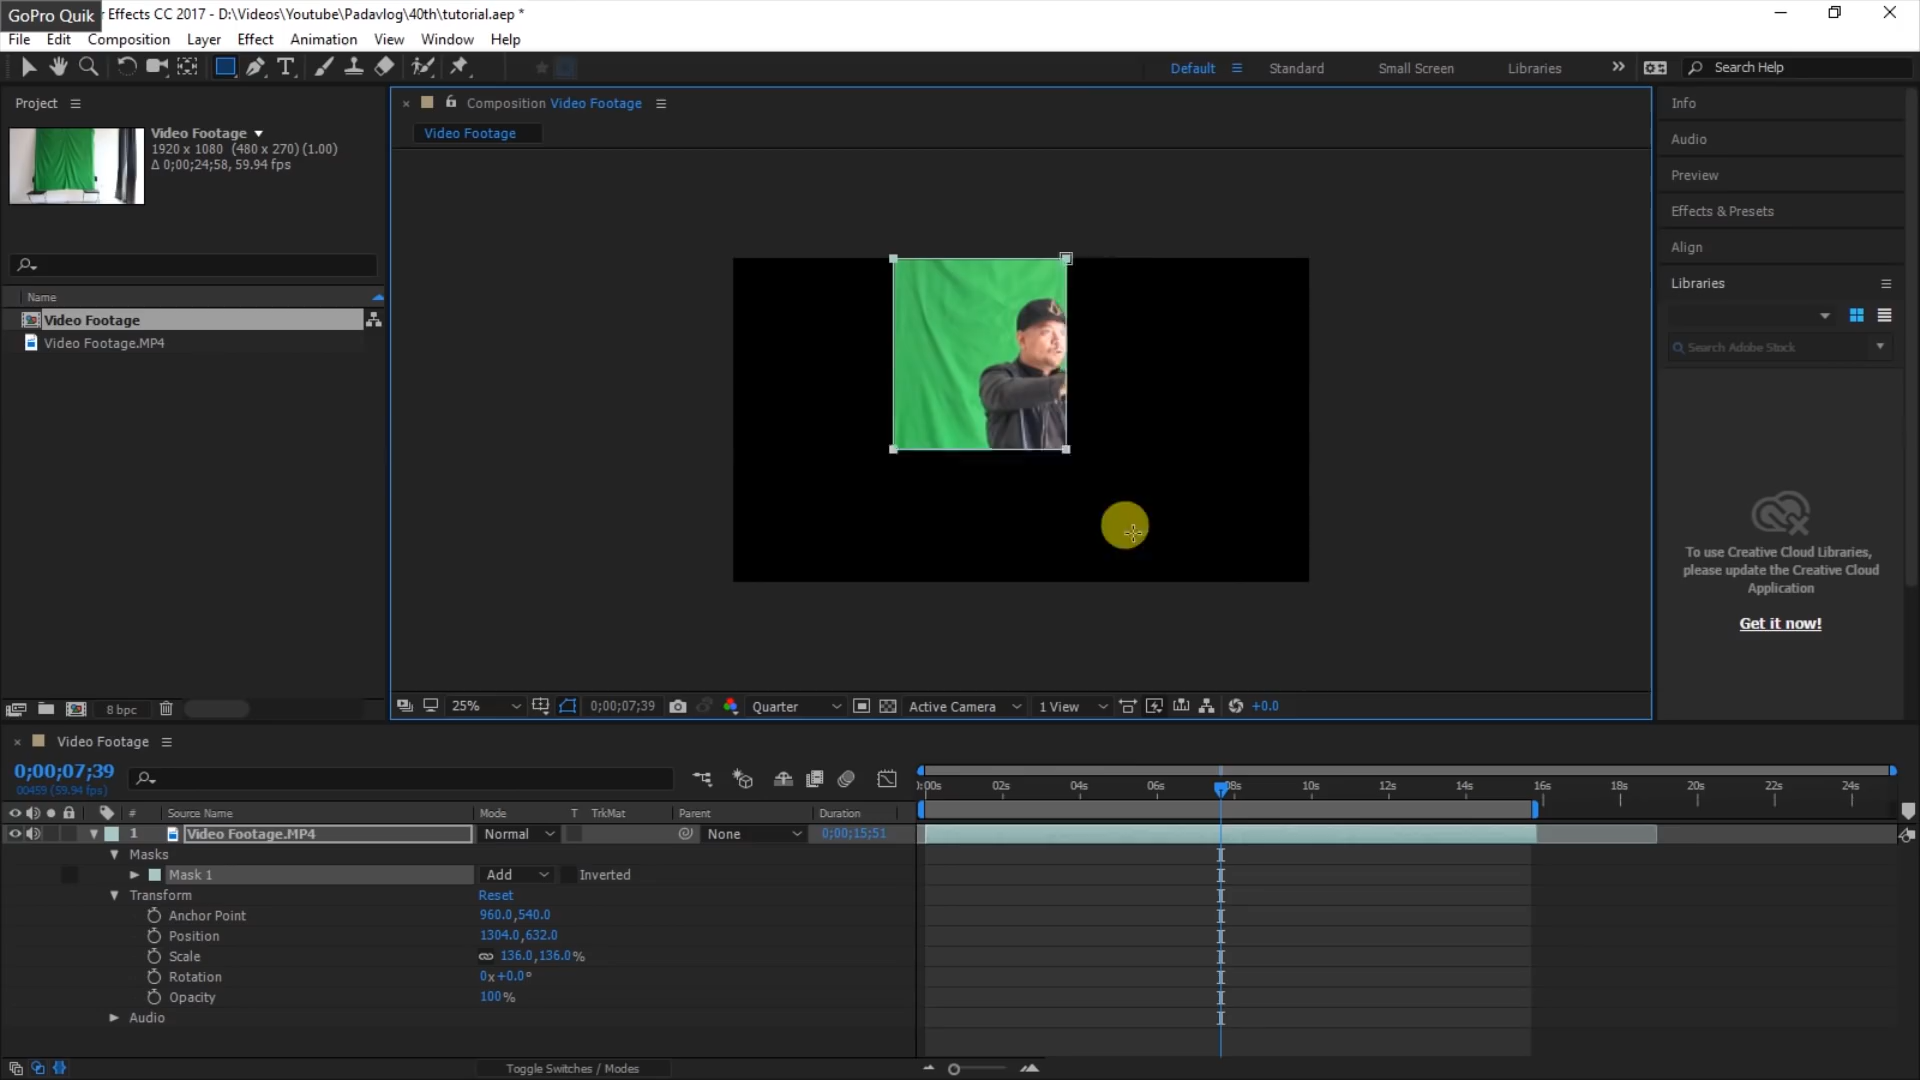 GoPro Quik
r Effects CC 2017 - D:\Videos\Youtube\Padavlog\40th\tutorial.aep *
File Edit Composition Layer Effect Animation View Window Help
Default Standard Small Screen Libraries Search Help
Project
Video Footage
1920 x 1080 (480 x 270) (1.00)
Δ 0;00;24;58, 59.94 fps
Name
Video Footage
Video Footage.MP4
8 bpc
Composition Video Footage
Video Footage
25% 0;00;07;39 Quarter Active Camera 1 View +0.0
Info
Audio
Preview
Effects & Presets
Align
Libraries
Search Adobe Stock
To use Creative Cloud Libraries,
please update the Creative Cloud
Application
Get it now!
Video Footage
0;00;07;39
00459 (59.94 fps)
# Source Name Mode T TrkMat Parent Duration
1 Video Footage.MP4 Normal None 0;00;15;51
Masks
Mask 1 Add Inverted
Transform Reset
Anchor Point 960.0,540.0
Position 1304.0,632.0
Scale 136.0,136.0%
Rotation 0x+0.0°
Opacity 100%
Audio
Toggle Switches / Modes
):00s 02s 04s 06s 08s 10s 12s 14s 16s 18s 20s 22s 24s